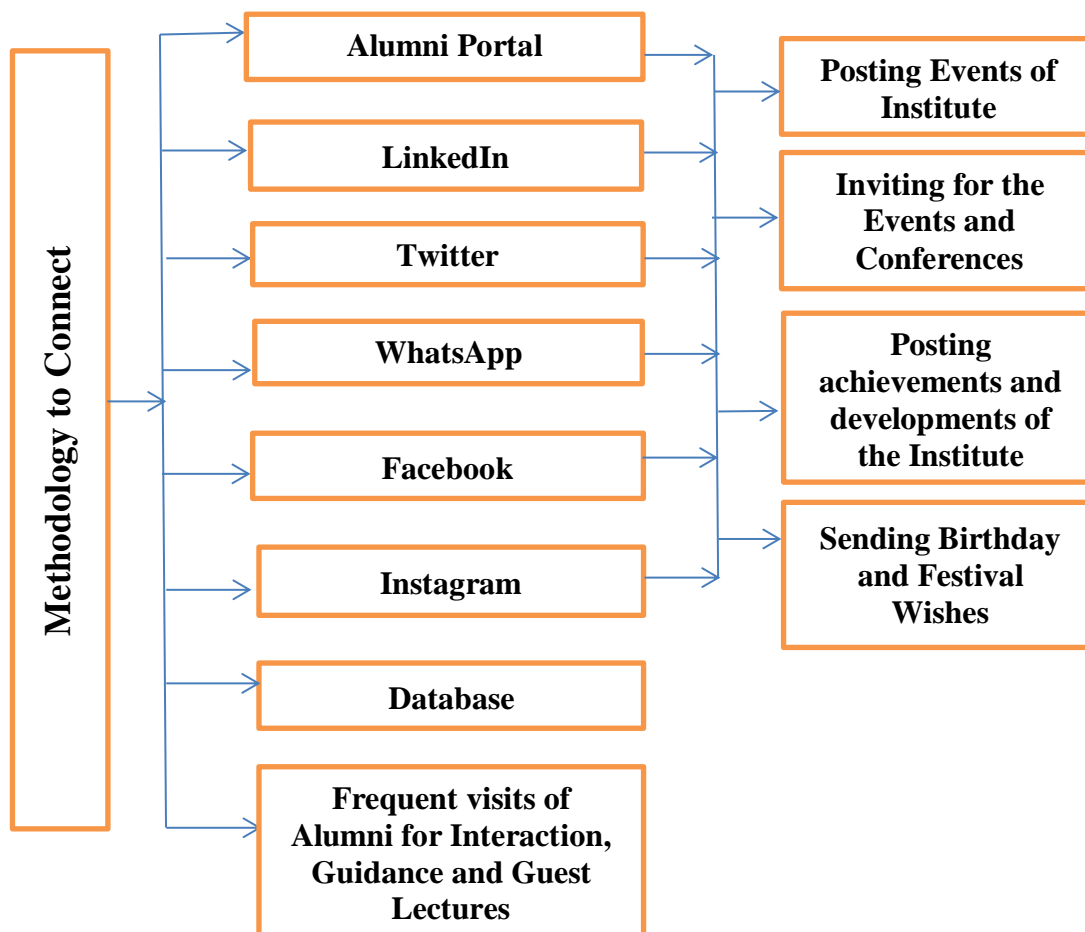 Methodology to Connect
Alumni Portal
LinkedIn
Twitter
WhatsApp
Facebook
Instagram
Database
Frequent visits of
Alumni for Interaction,
Guidance and Guest
Lectures
Posting Events of
Institute
Inviting for the
Events and
Conferences
Posting
achievements and
developments of
the Institute
Sending Birthday
and Festival
Wishes